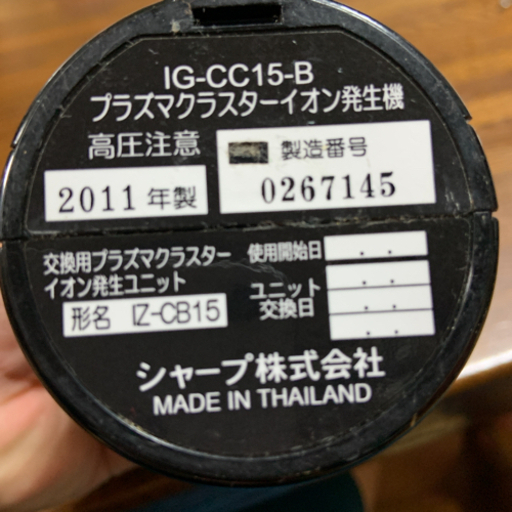 IG-CC15-B
プラズマクラスターイオン発生機
高圧注意
製造番号
2011年製
0267145
交換用プラズマクラスター
イオン発生ユニット
形名 IZ-CB15
使用開始日 . .
ユニット
交換日
. .
. .
. .
シャープ株式会社
MADE IN THAILAND